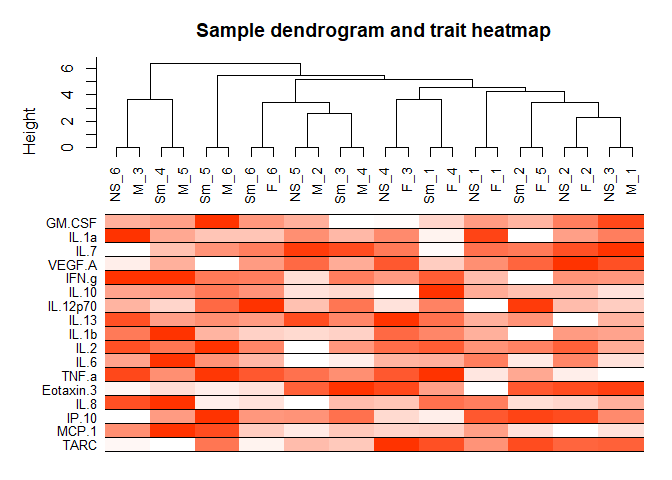 Sample dendrogram and trait heatmap
Height
6
4
2
0
NS_6
M_3
Sm_4
M_5
Sm_5
M_6
Sm_6
F_6
NS_5
M_2
Sm_3
M_4
NS_4
F_3
Sm_1
F_4
NS_1
F_1
Sm_2
F_5
NS_2
F_2
NS_3
M_1
GM.CSF
IL.1a
IL.7
VEGF.A
IFN.g
IL.10
IL.12p70
IL.13
IL.1b
IL.2
IL.6
TNF.a
Eotaxin.3
IL.8
IP.10
MCP.1
TARC